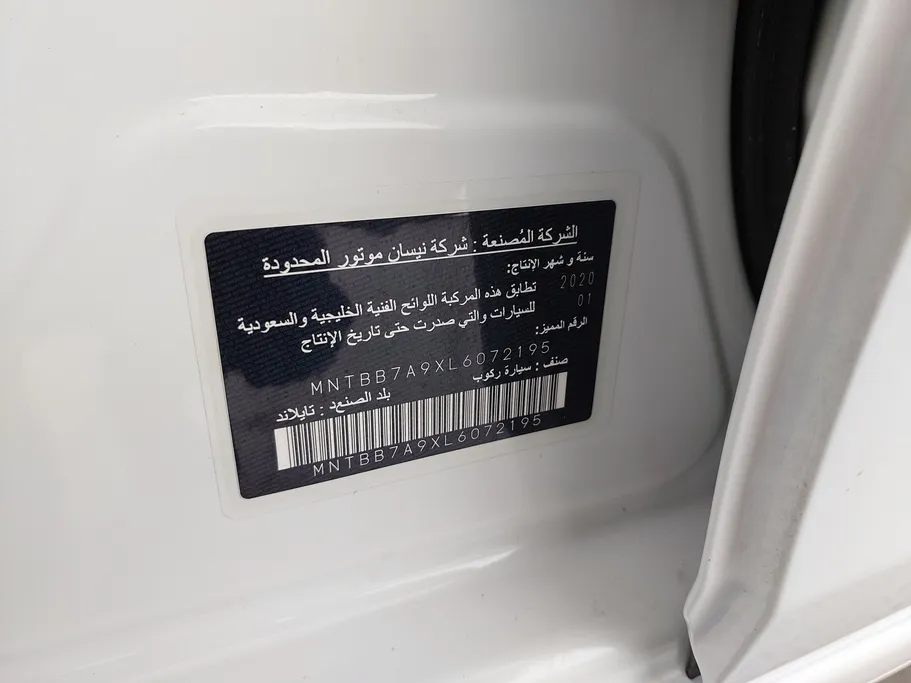 الشركة المُصنعة : شركة نيسان موتور المحدودة
سنة و شهر الإنتاج:
2020
01
تطابق هذه المركبة اللوائح الفنية الخليجية والسعودية
للسيارات والتي صدرت حتى تاريخ الإنتاج
الرقم المميز:
MNTBB7A9XL6072195
صنف : سيارة ركوب
بلد الصنعد : تايلاند
MNTBB7A9XL6072195